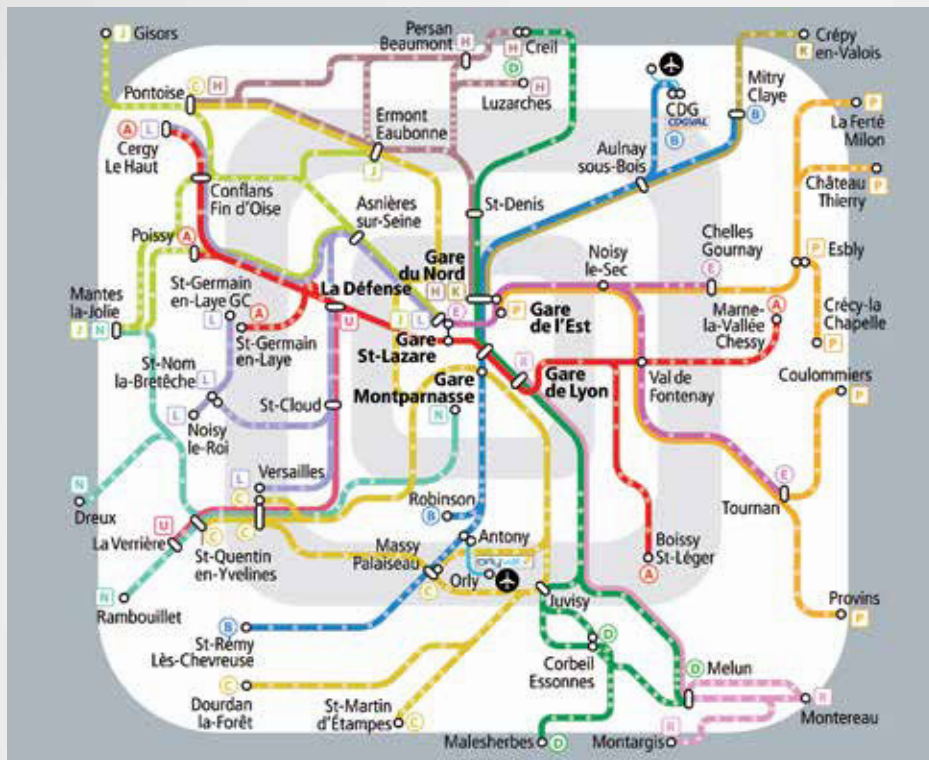 J
Gisors
Persan
Beaumont
H
H
Creil
D
Crépy
K
en-Valois
Pontoise
C
H
Luzarches
H
Mitry
Claye
B
CDG
CDGVAL
B
P
La Ferté
Milon
A
L
Cergy
Le Haut
Ermont
Eaubonne
J
Aulnay
sous-Bois
Château
Thierry
P
Conflans
Fin d'Oise
Asnières
sur-Seine
St-Denis
Poissy
A
Gare
du Nord
H
K
Noisy
le-Sec
Chelles
Gournay
E
P
Esbly
St-Germain
en-Laye GC
L
La Défense
U
Mantes
la-Jolie
J
N
A
St-Germain
en-Laye
J
L
E
P
Gare
de l'Est
Marne-
la-Vallée
Chessy
A
Crécy-la
Chapelle
P
Gare
St-Lazare
St-Nom
la-Bretêche
L
R
Gare
de Lyon
Val de
Fontenay
Coulommiers
P
Gare
Montparnasse
N
L
Noisy
le-Roi
St-Cloud
L
Versailles
C
N
Dreux
U
La Verrière
C
C
St-Quentin
en-Yvelines
Robinson
B
Massy
Palaiseau
C
Antony
orlyval
Orly
Boissy
St-Léger
A
E
Tournan
N
Rambouillet
Juvisy
Provins
P
B
St-Rémy
Lès-Chevreuse
D
Corbeil
Essonnes
D
Melun
C
Dourdan
la-Forêt
St-Martin
d'Étampes
C
R
Montereau
Malesherbes
D
Montargis
R